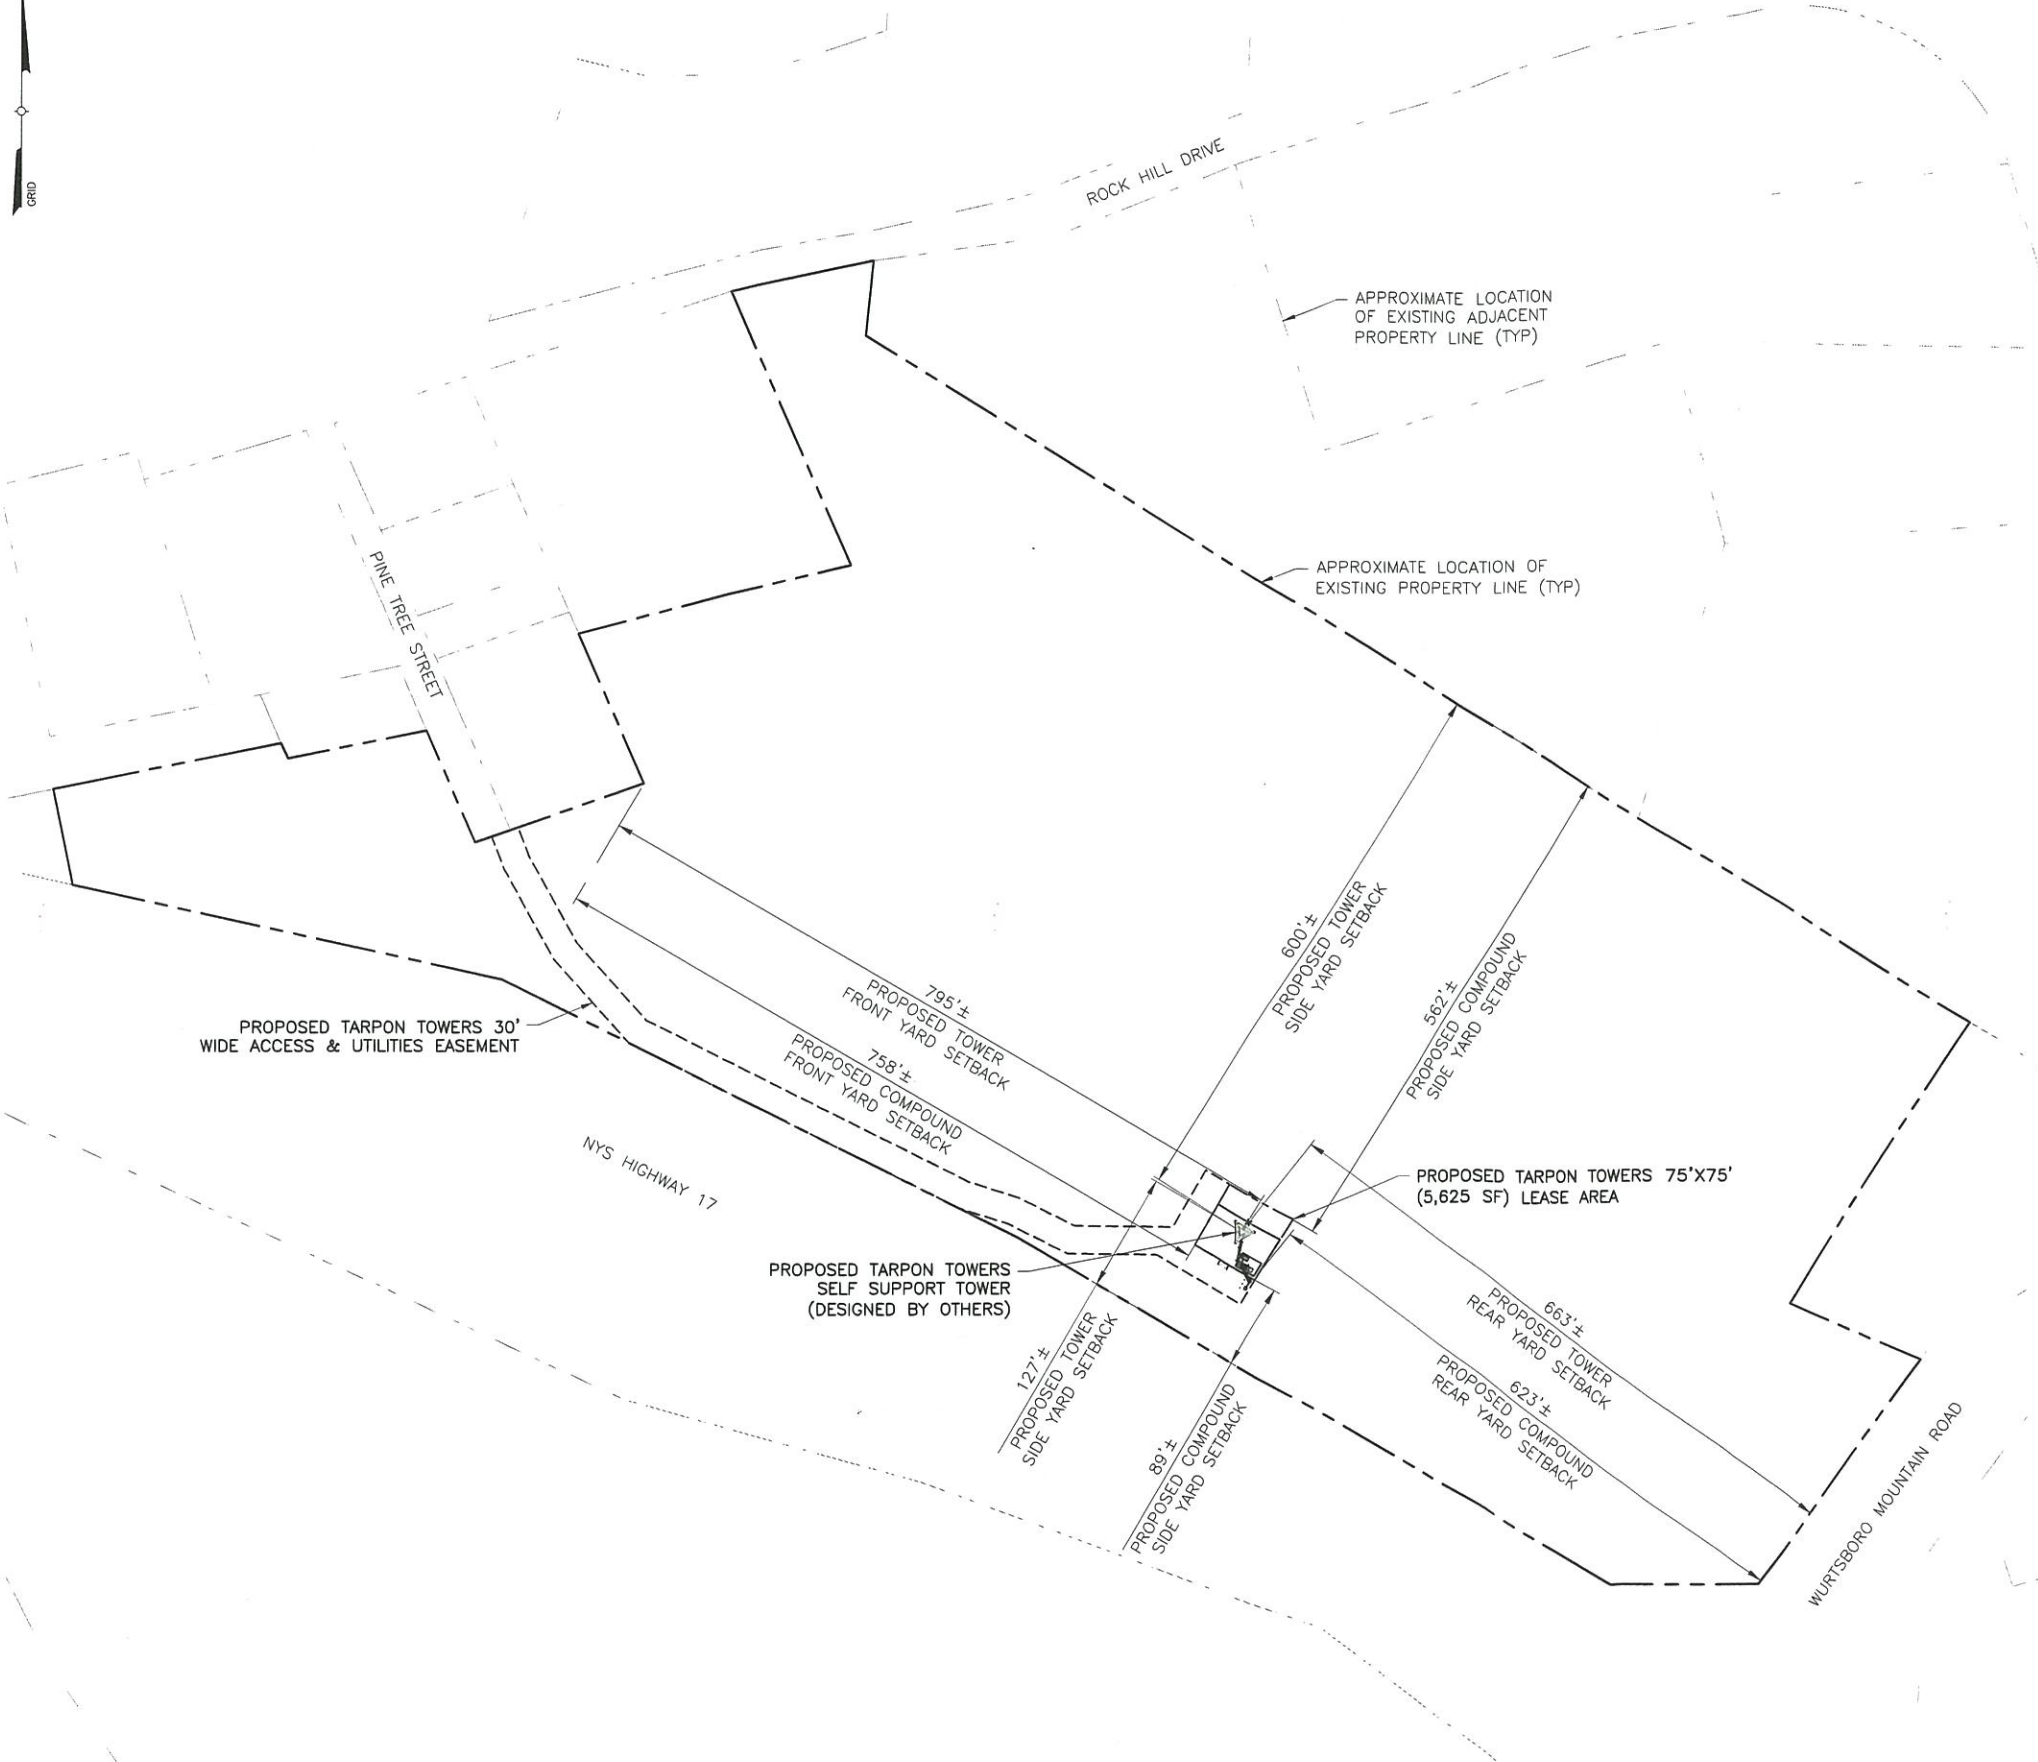 GRID
ROCK HILL DRIVE
APPROXIMATE LOCATION
OF EXISTING ADJACENT
PROPERTY LINE (TYP)
APPROXIMATE LOCATION OF
EXISTING PROPERTY LINE (TYP)
PINE TREE STREET
600'±
PROPOSED TOWER
SIDE YARD SETBACK
562'±
PROPOSED COMPOUND
SIDE YARD SETBACK
795'±
PROPOSED TOWER
FRONT YARD SETBACK
758'±
PROPOSED COMPOUND
FRONT YARD SETBACK
PROPOSED TARPON TOWERS 30'
WIDE ACCESS & UTILITIES EASEMENT
NYS HIGHWAY 17
PROPOSED TARPON TOWERS 75'X75'
(5,625 SF) LEASE AREA
PROPOSED TARPON TOWERS
SELF SUPPORT TOWER
(DESIGNED BY OTHERS)
127'±
PROPOSED TOWER
SIDE YARD SETBACK
89'±
PROPOSED COMPOUND
SIDE YARD SETBACK
663'±
PROPOSED TOWER
REAR YARD SETBACK
623'±
PROPOSED COMPOUND
REAR YARD SETBACK
WURTSBORO MOUNTAIN ROAD